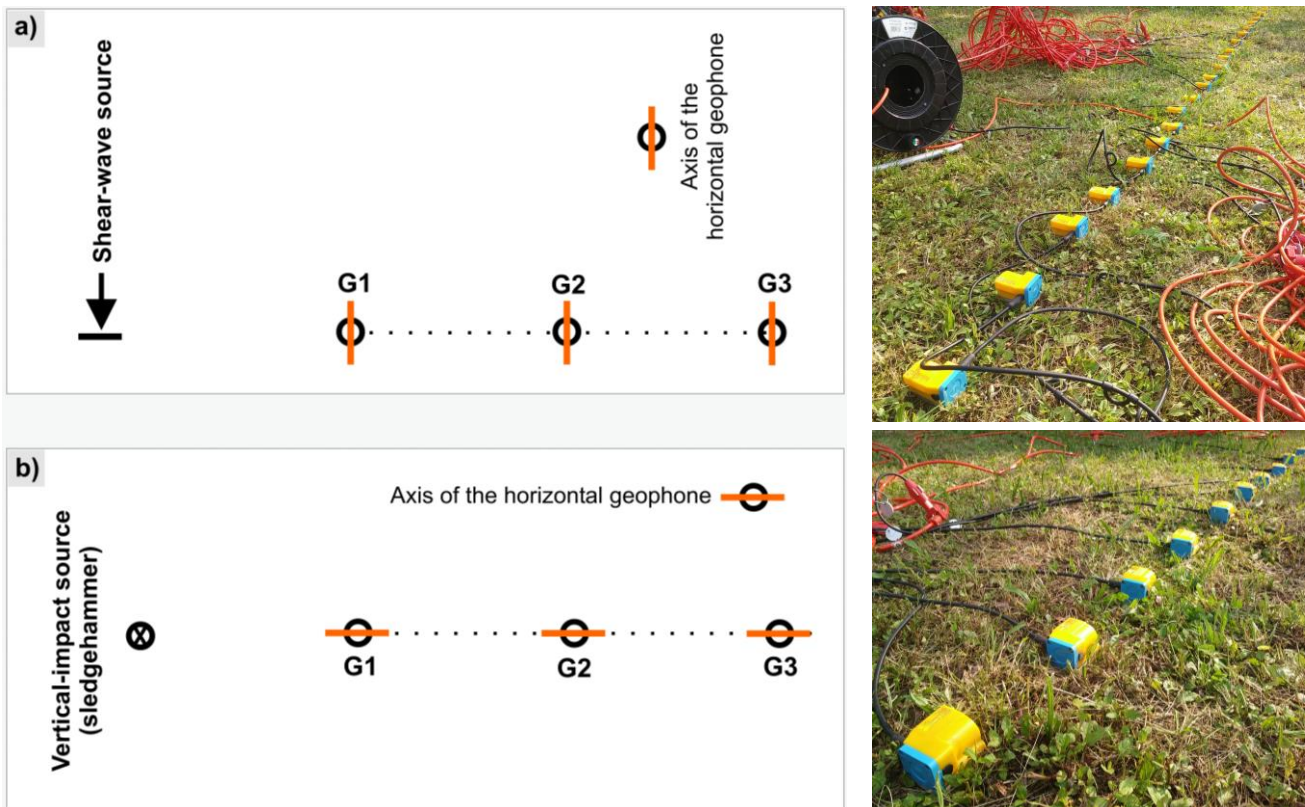 a)
Shear-wave source
Axis of the
horizontal geophone
G1
G2
G3
b)
Axis of the horizontal geophone
Vertical-impact source
(sledgehammer)
G1
G2
G3